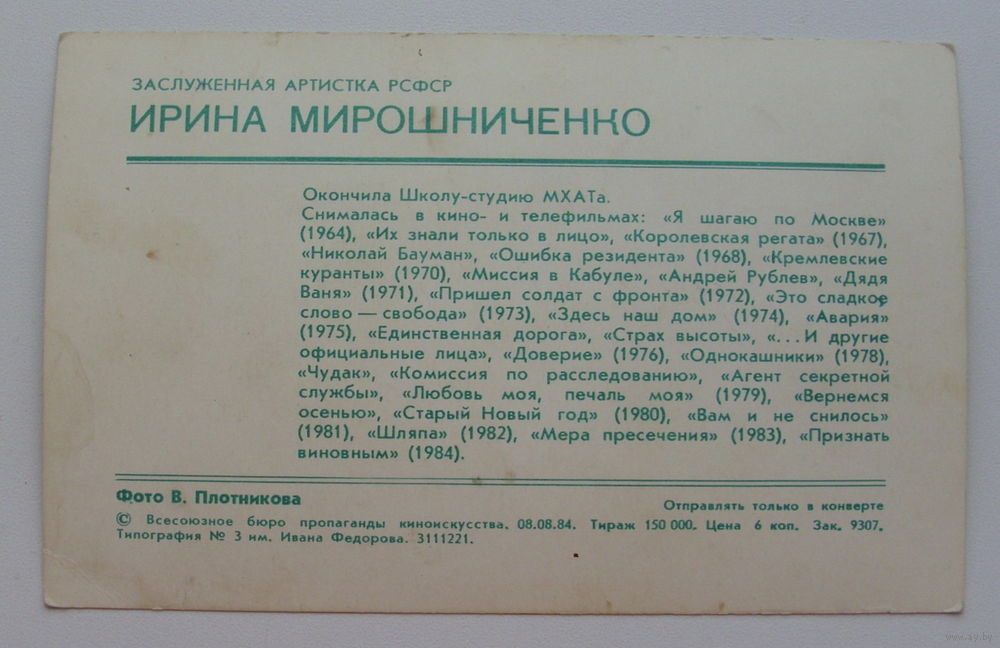 ЗАСЛУЖЕННАЯ АРТИСТКА РСФСР
ИРИНА МИРОШНИЧЕНКО
Окончила Школу-студию МХАТа.
Снималась в кино- и телефильмах: «Я шагаю по Москве»
(1964), «Их знали только в лицо», «Королевская регата» (1967),
«Николай Бауман», «Ошибка резидента» (1968), «Кремлевские
куранты» (1970), «Миссия в Кабуле», «Андрей Рублев», «Дядя
Ваня» (1971), «Пришел солдат с фронта» (1972), «Это сладкое
слово — свобода» (1973), «Здесь наш дом» (1974), «Авария»
(1975), «Единственная дорога», «Страх высоты», «...И другие
официальные лица», «Доверие» (1976), «Однокашники» (1978),
«Чудак», «Комиссия по расследованию», «Агент секретной
службы», «Любовь моя, печаль моя» (1979), «Вернемся
осенью», «Старый Новый год» (1980), «Вам и не снилось»
(1981), «Шляпа» (1982), «Мера пресечения» (1983), «Признать
виновным» (1984).
Фото В. Плотникова
Отправлять только в конверте
© Всесоюзное бюро пропаганды киноискусства. 08.08.84. Тираж 150 000. Цена 6 коп. Зак. 9307.
Типография № 3 им. Ивана Федорова. 3111221.
www.ay.by